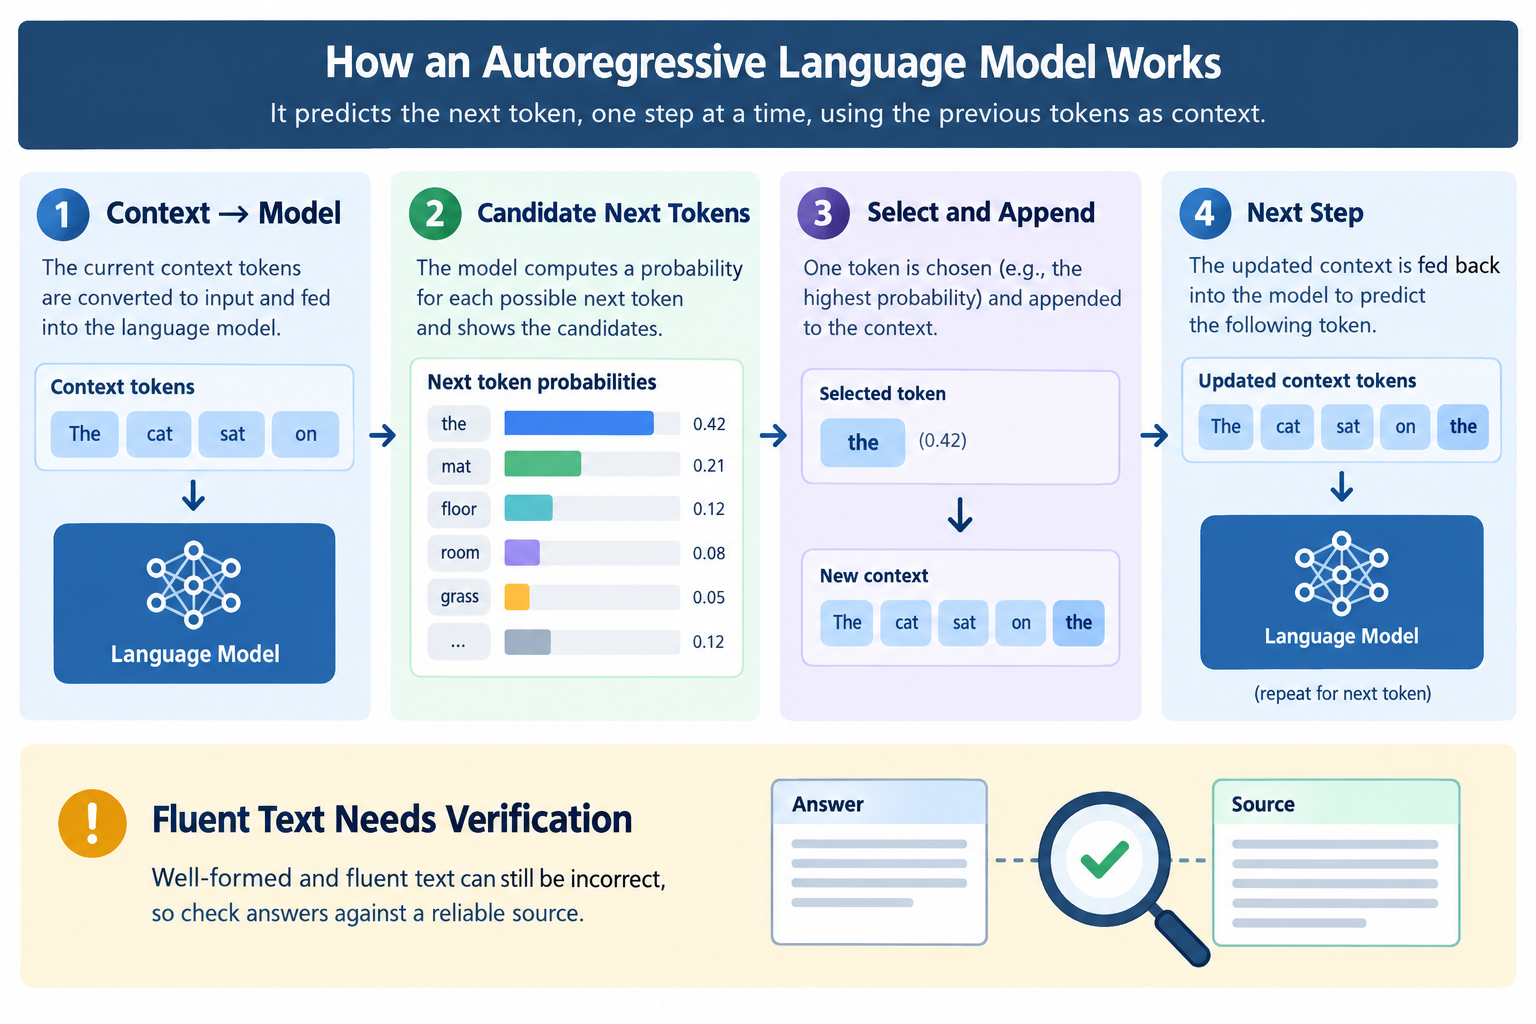 How an Autoregressive Language Model Works
It predicts the next token, one step at a time, using the previous tokens as context.
1 Context → Model
The current context tokens
are converted to input and fed
into the language model.
Context tokens
The cat sat on
Language Model
2 Candidate Next Tokens
The model computes a probability
for each possible next token
and shows the candidates.
Next token probabilities
the 0.42
mat 0.21
floor 0.12
room 0.08
grass 0.05
... 0.12
3 Select and Append
One token is chosen (e.g., the
highest probability) and appended
to the context.
Selected token
the (0.42)
New context
The cat sat on the
4 Next Step
The updated context is fed back
into the model to predict
the following token.
Updated context tokens
The cat sat on the
Language Model
(repeat for next token)
! Fluent Text Needs Verification
Well-formed and fluent text can still be incorrect,
so check answers against a reliable source.
Answer
Source